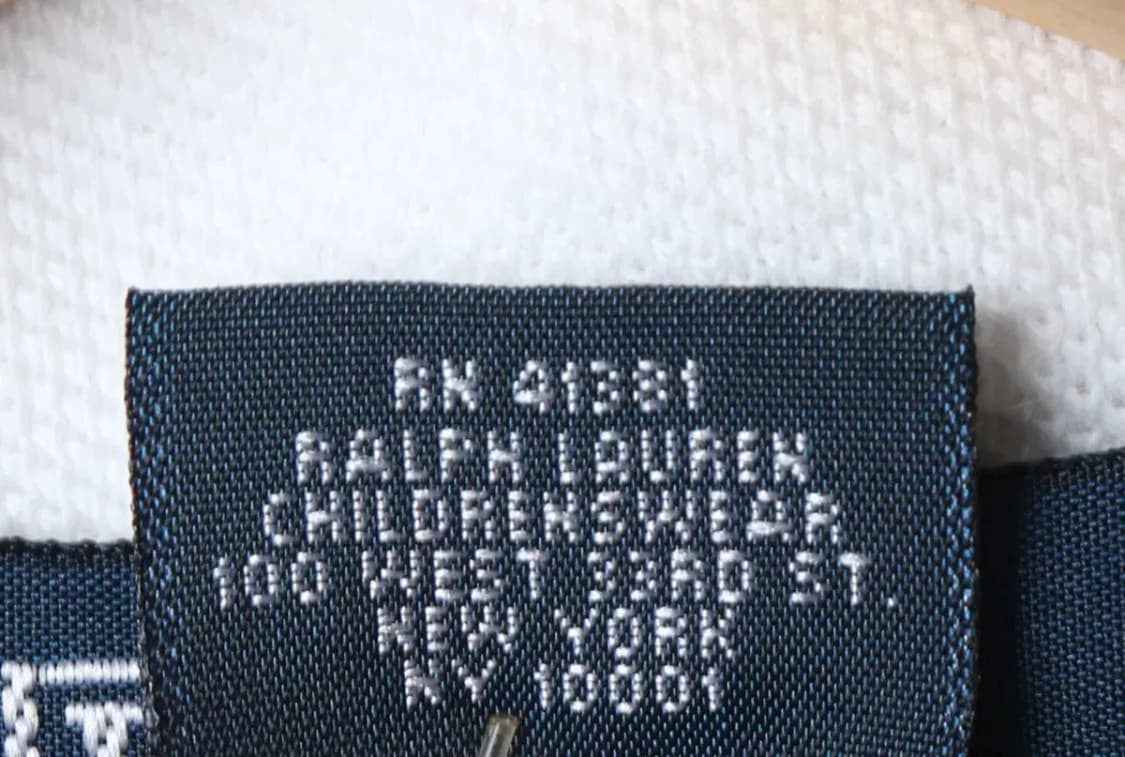 RN 41381
RALPH LAUREN
CHILDRENSWEAR
100 WEST 33RD ST.
NEW YORK
NY 10001